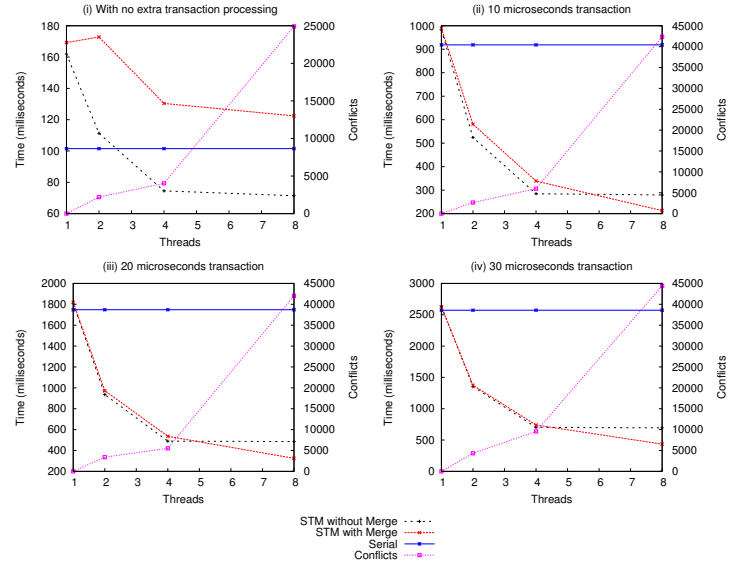 (i) With no extra transaction processing
180
160
140
120
100
80
60
25000
20000
15000
10000
5000
0
1 2 3 4 5 6 7 8
Time (milliseconds)
Conflicts
Threads
(ii) 10 microseconds transaction
1000
900
800
700
600
500
400
300
200
45000
40000
35000
30000
25000
20000
15000
10000
5000
0
1 2 3 4 5 6 7 8
Time (milliseconds)
Conflicts
Threads
(iii) 20 microseconds transaction
2000
1800
1600
1400
1200
1000
800
600
400
200
45000
40000
35000
30000
25000
20000
15000
10000
5000
0
1 2 3 4 5 6 7 8
Time (milliseconds)
Conflicts
Threads
(iv) 30 microseconds transaction
3000
2500
2000
1500
1000
500
0
45000
40000
35000
30000
25000
20000
15000
10000
5000
0
1 2 3 4 5 6 7 8
Time (milliseconds)
Conflicts
Threads
STM without Merge
STM with Merge
Serial
Conflicts